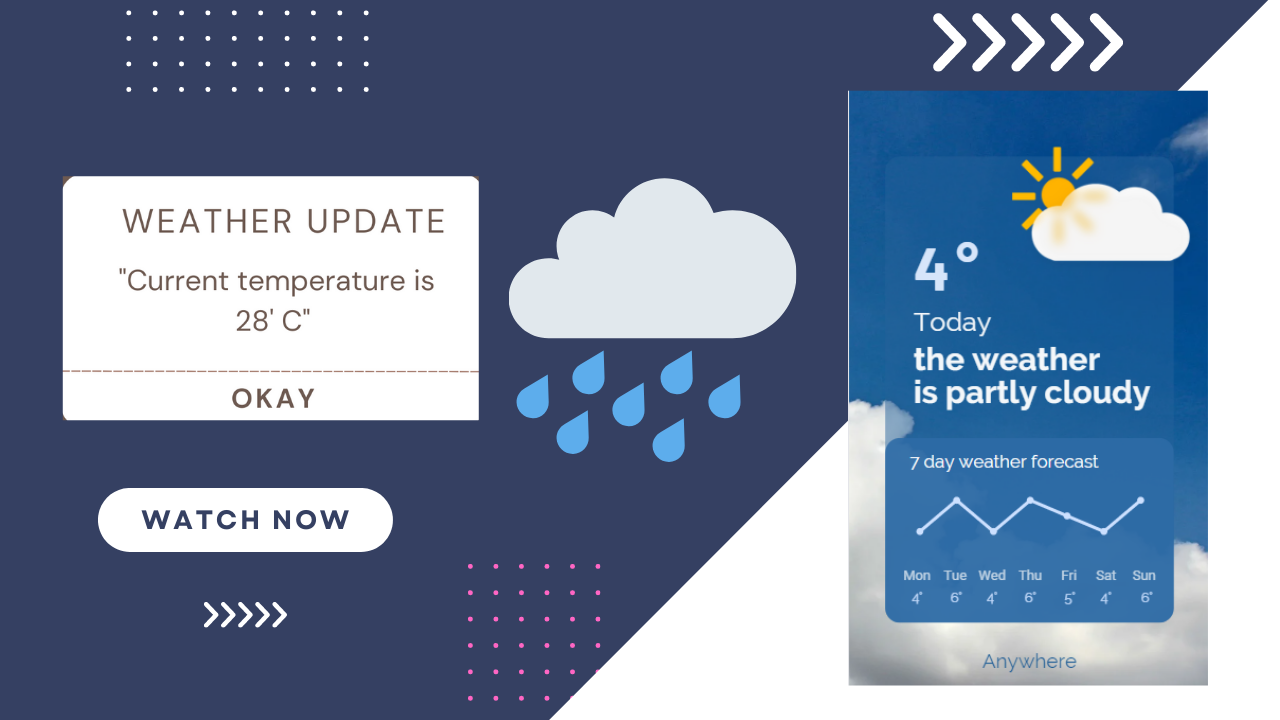 WEATHER UPDATE
"Current temperature is
28' C"
OKAY
WATCH NOW
4°
Today
the weather
is partly cloudy
7 day weather forecast
Mon Tue Wed Thu Fri Sat Sun
4° 6° 4° 6° 5° 4° 6°
Anywhere